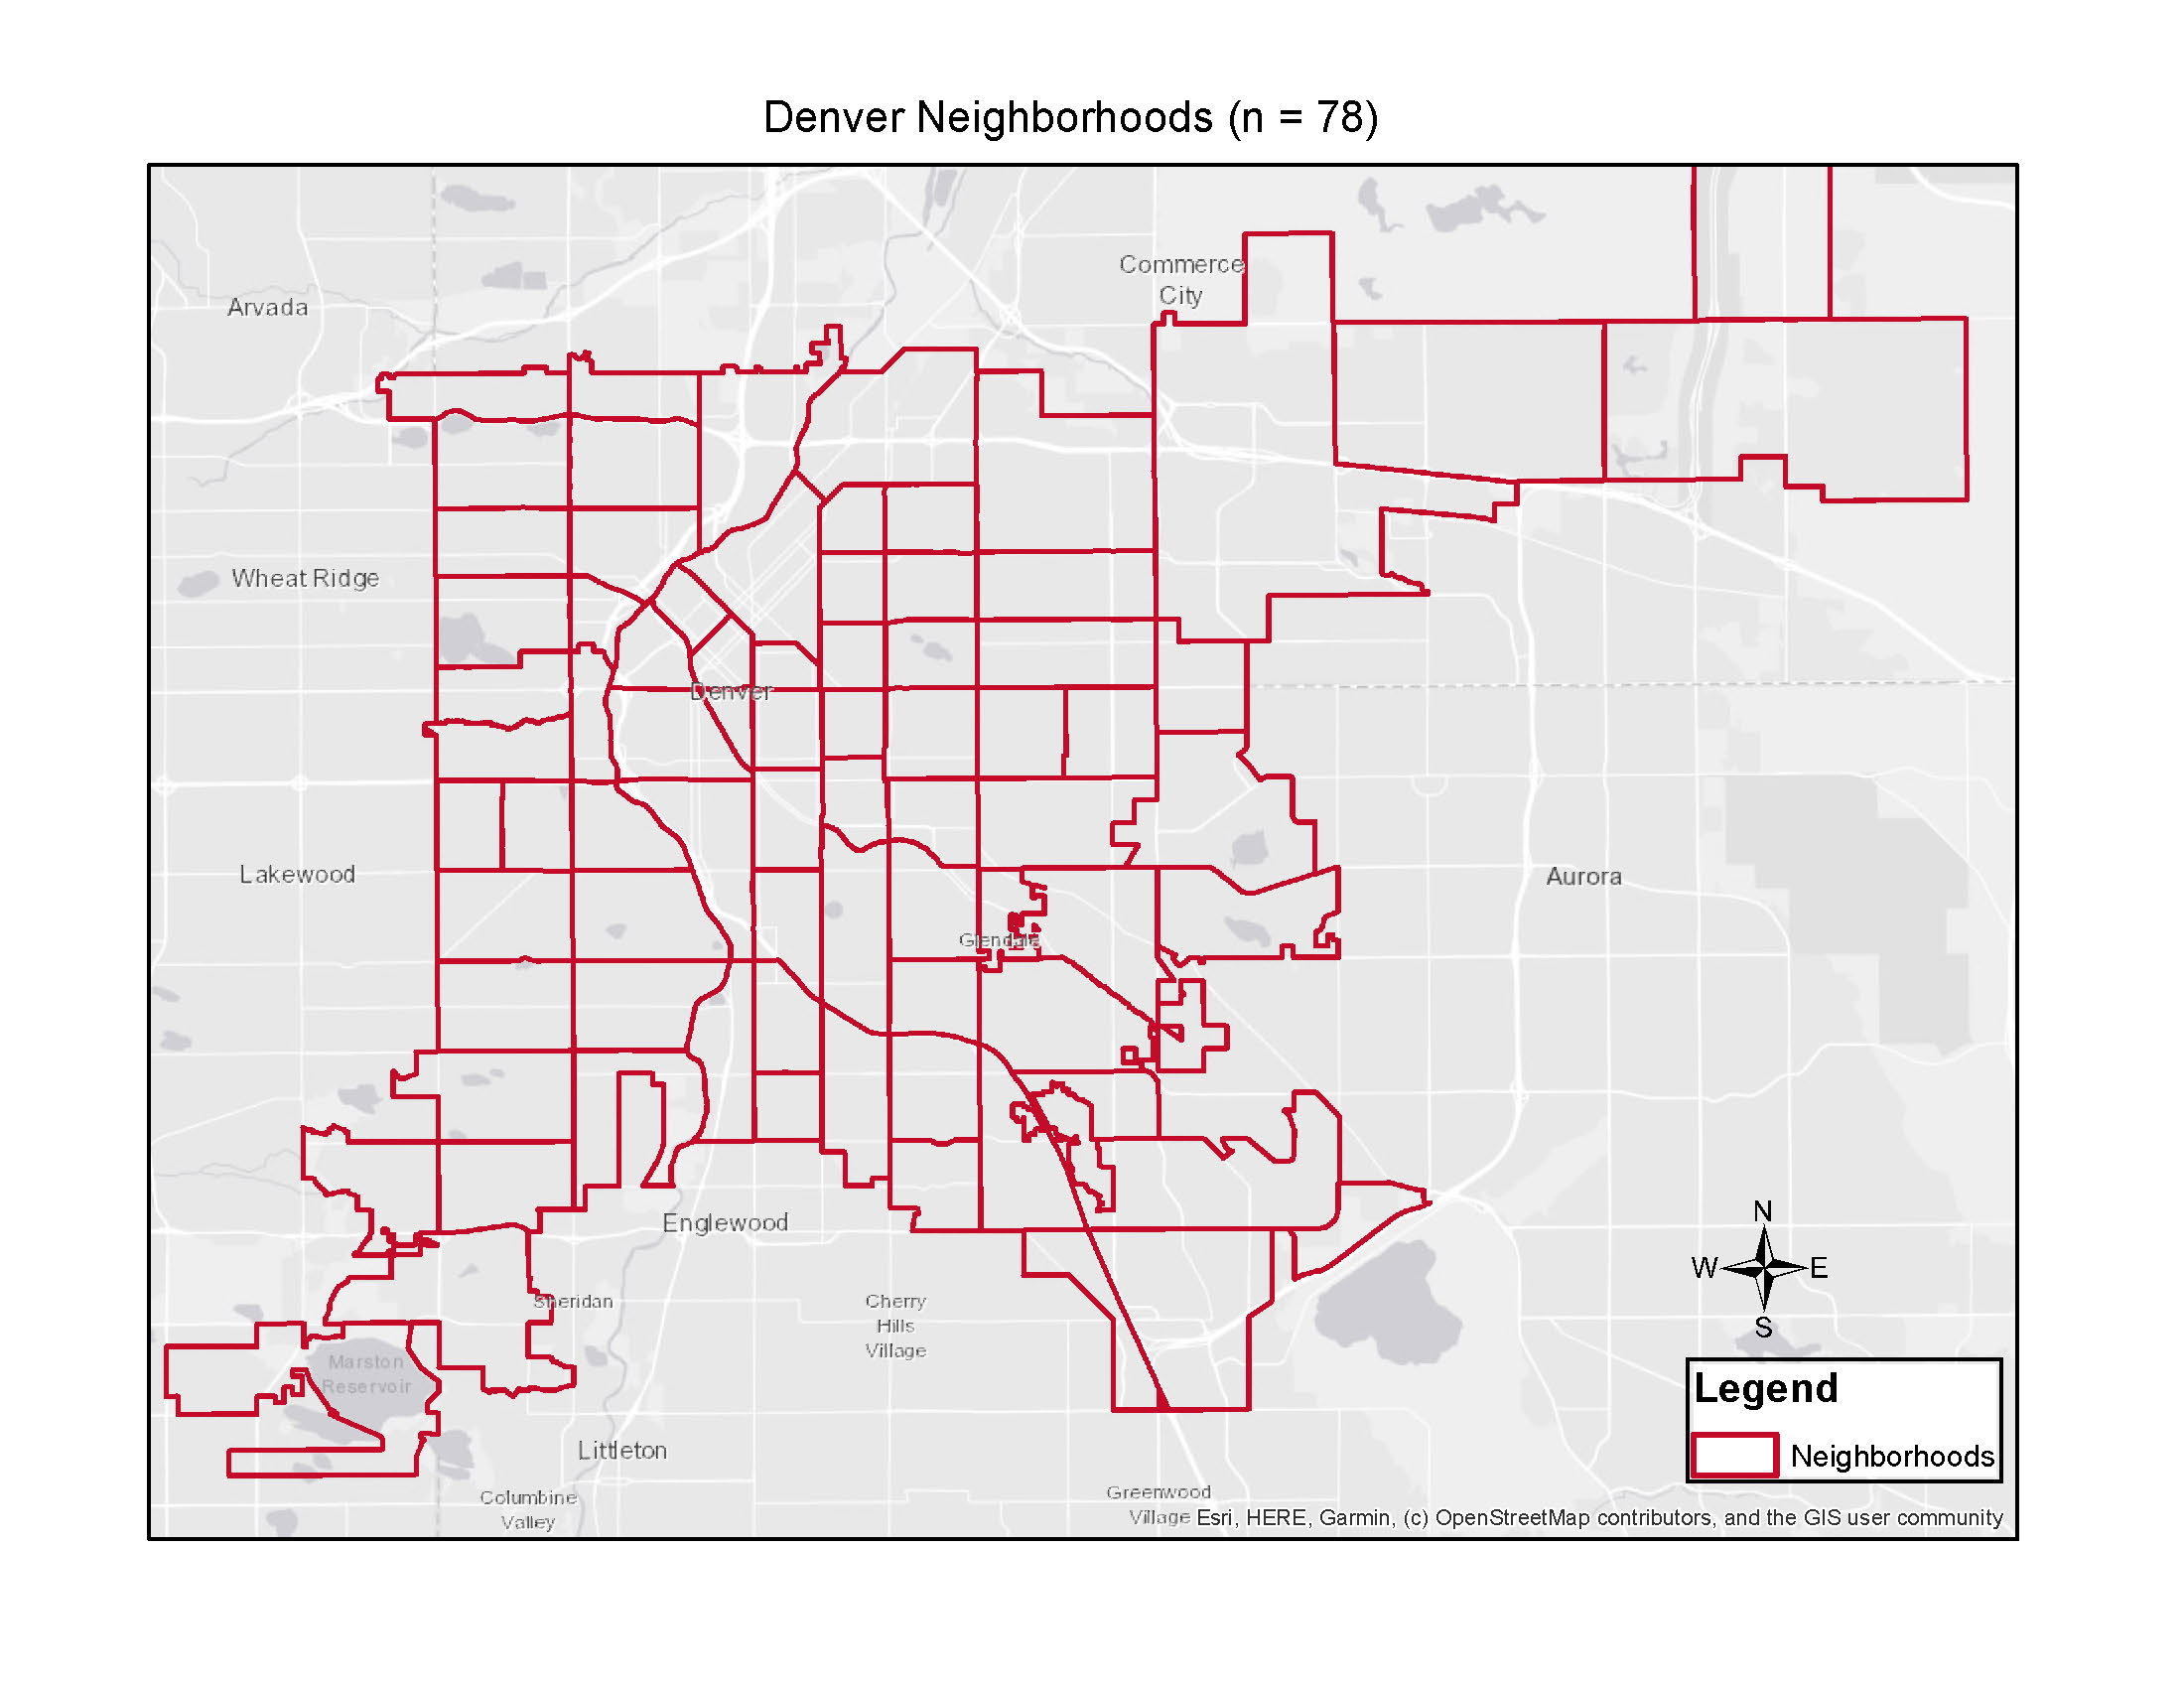 Denver Neighborhoods (n = 78)
Commerce
City
Arvada
Wheat Ridge
Denver
Lakewood
Aurora
Glendale
N
W E
S
Englewood
Sheridan
Cherry
Hills
Village
Marston
Reservoir
Legend
Neighborhoods
Littleton
Columbine
Valley
Greenwood
Village
Esri, HERE, Garmin, (c) OpenStreetMap contributors, and the GIS user community